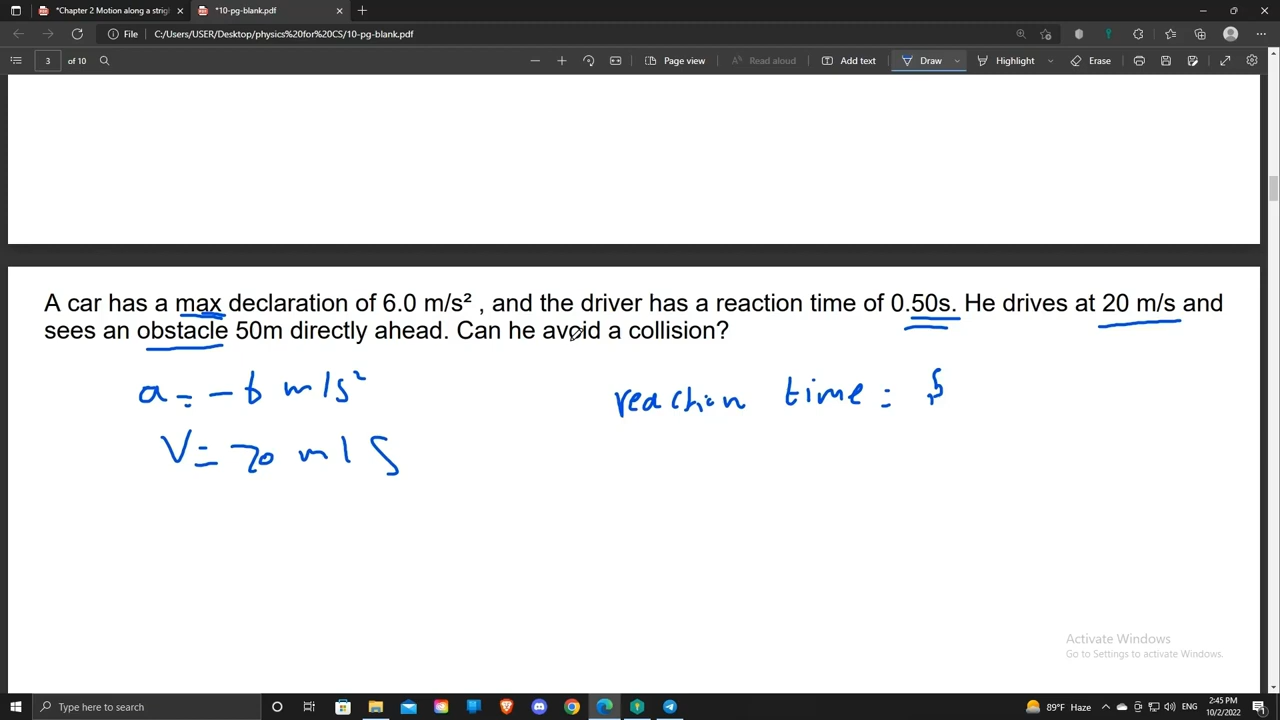 *Chapter 2 Motion along a strigh
*10-pg-blank.pdf
File
C:/Users/USER/Desktop/physics%20for%20CS/10-pg-blank.pdf
3 of 10
Page view
Read aloud
Add text
Draw
Highlight
Erase
A car has a max declaration of 6.0 m/s² , and the driver has a reaction time of 0.50s. He drives at 20 m/s and
sees an obstacle 50m directly ahead. Can he avoid a collision?
a = - 6 m/s²
reaction time = .5
V = 20 m/s
Activate Windows
Go to Settings to activate Windows.
Type here to search
89°F Haze
2:45 PM
10/2/2022